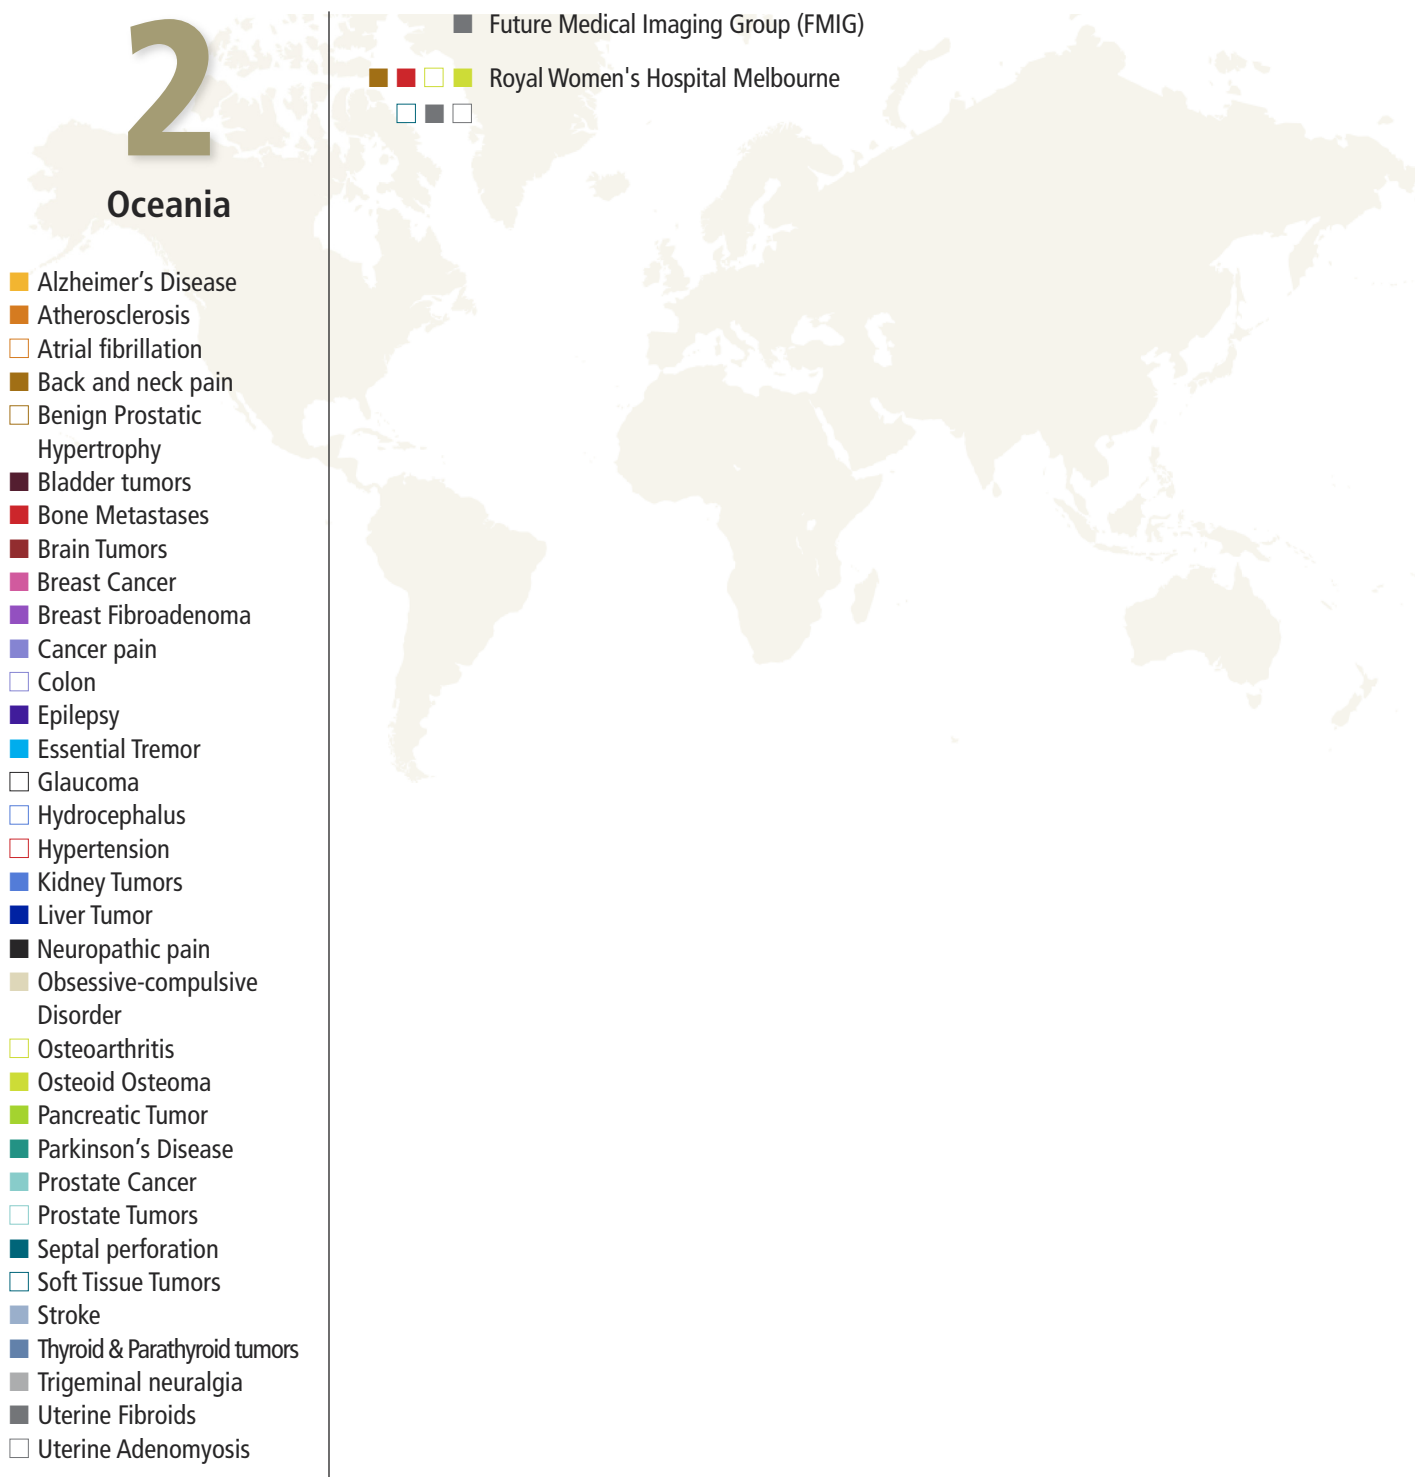 2
Oceania
Alzheimer’s Disease
Atherosclerosis
Atrial fibrillation
Back and neck pain
Benign Prostatic
Hypertrophy
Bladder tumors
Bone Metastases
Brain Tumors
Breast Cancer
Breast Fibroadenoma
Cancer pain
Colon
Epilepsy
Essential Tremor
Glaucoma
Hydrocephalus
Hypertension
Kidney Tumors
Liver Tumor
Neuropathic pain
Obsessive-compulsive
Disorder
Osteoarthritis
Osteoid Osteoma
Pancreatic Tumor
Parkinson’s Disease
Prostate Cancer
Prostate Tumors
Septal perforation
Soft Tissue Tumors
Stroke
Thyroid & Parathyroid tumors
Trigeminal neuralgia
Uterine Fibroids
Uterine Adenomyosis
Future Medical Imaging Group (FMIG)
Royal Women's Hospital Melbourne